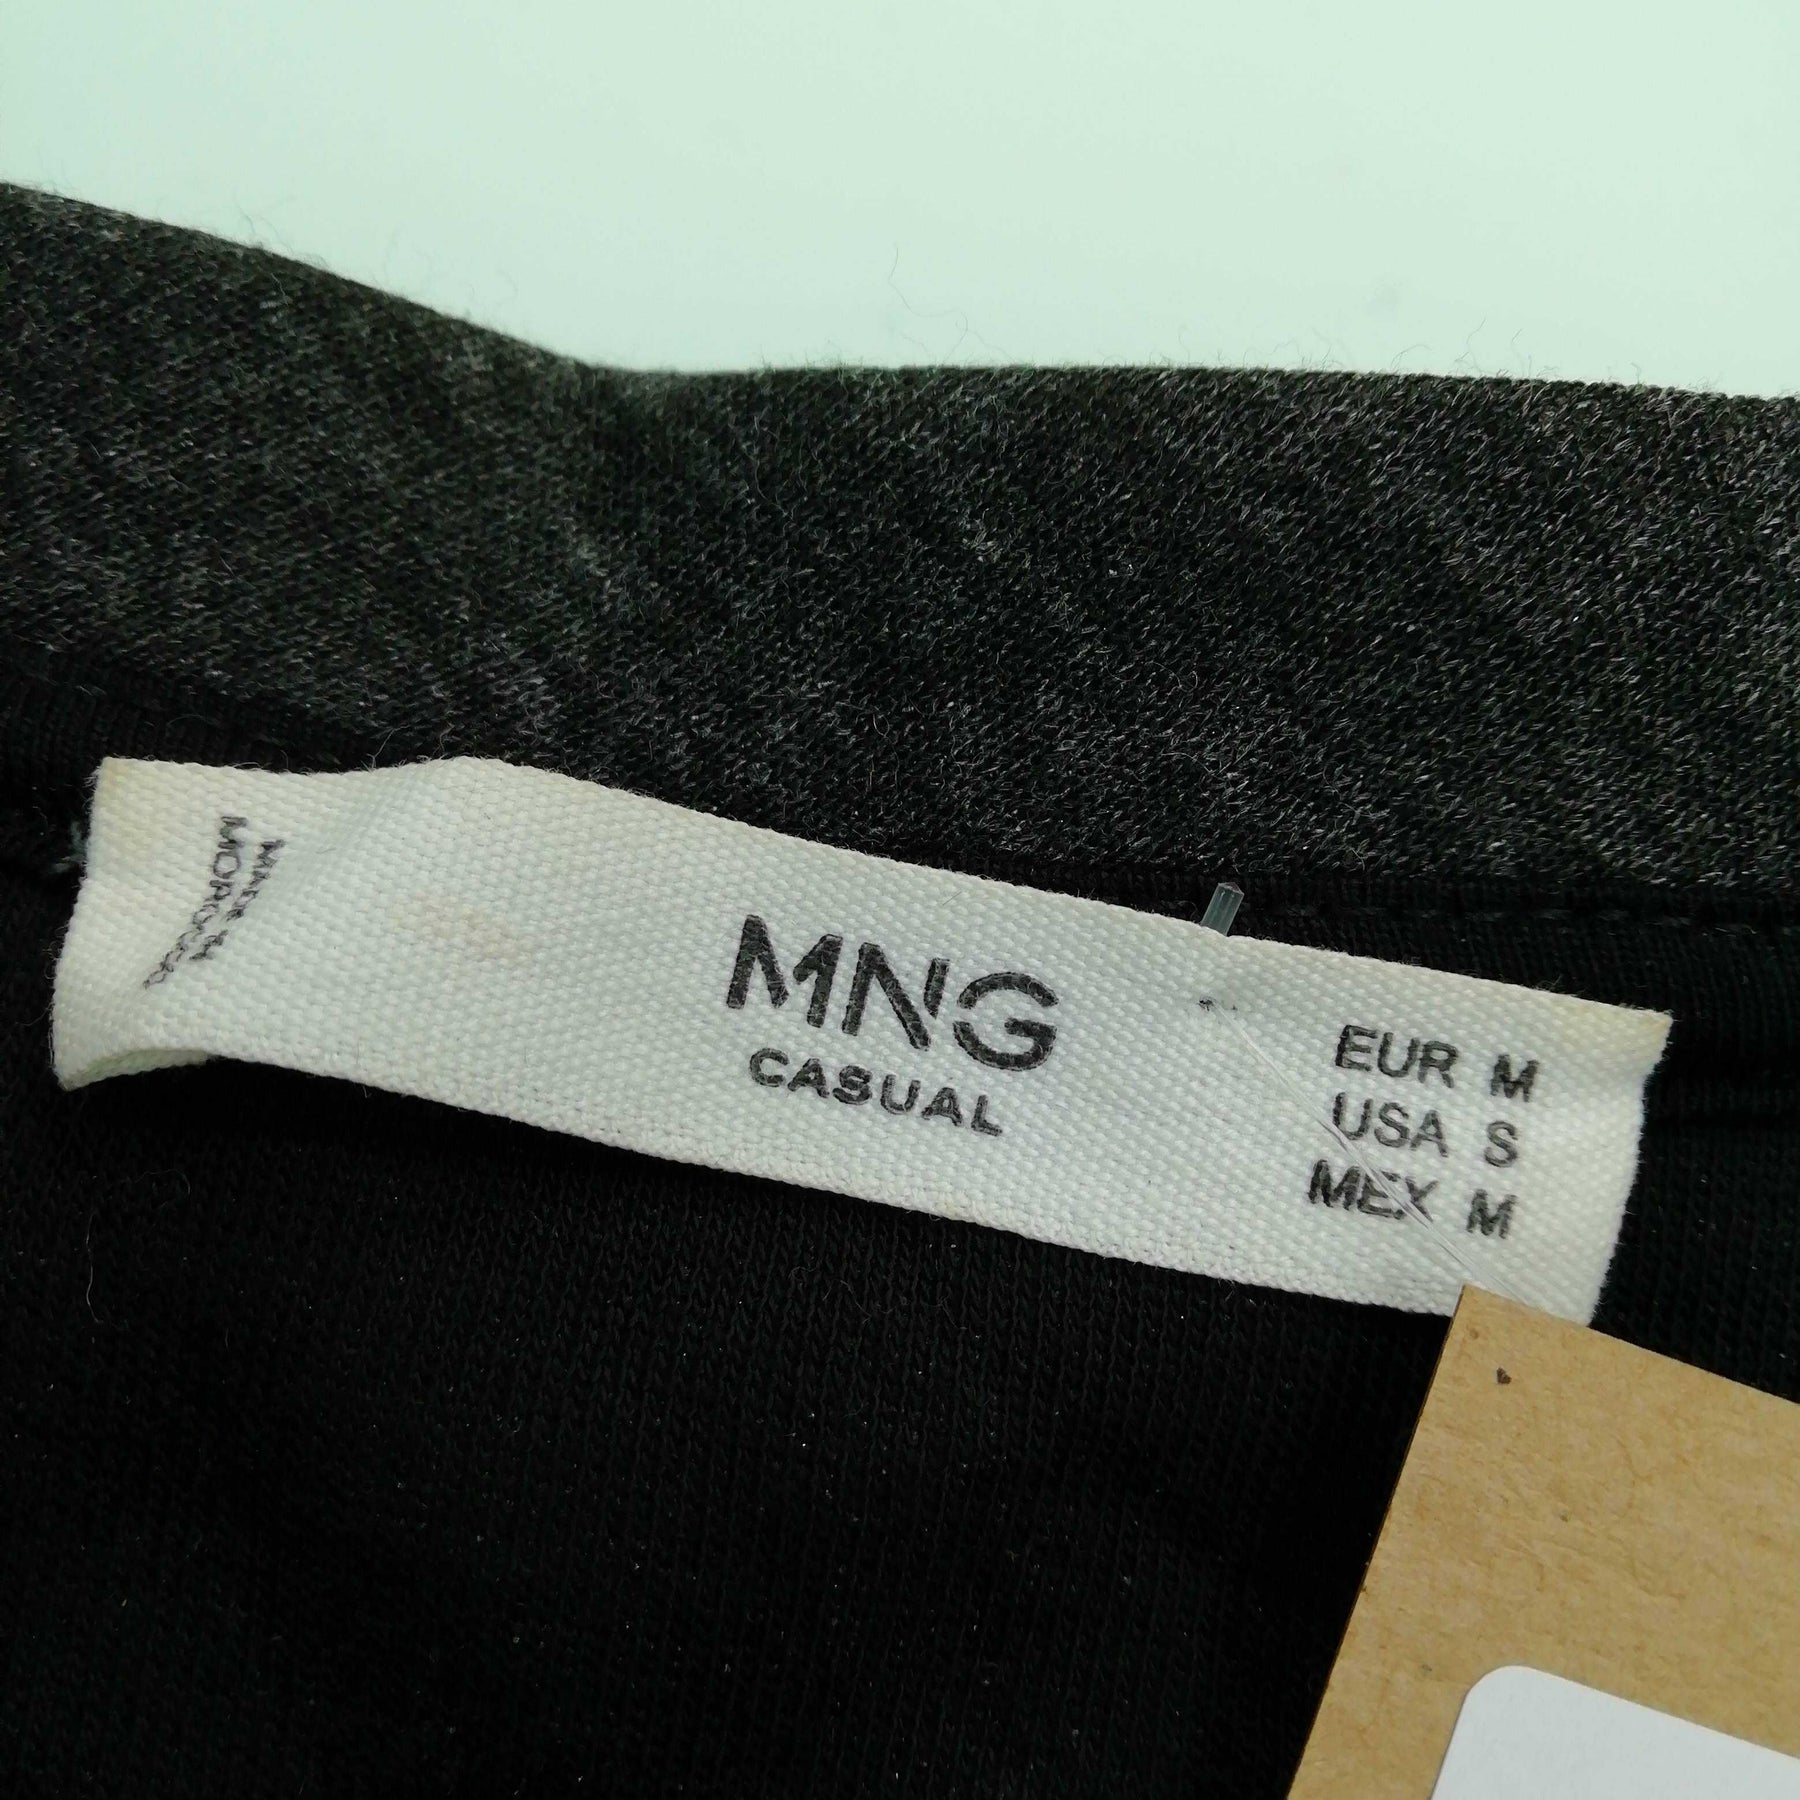 MADE IN
MOROCCO
MNG
CASUAL
EUR M
USA S
MEX M